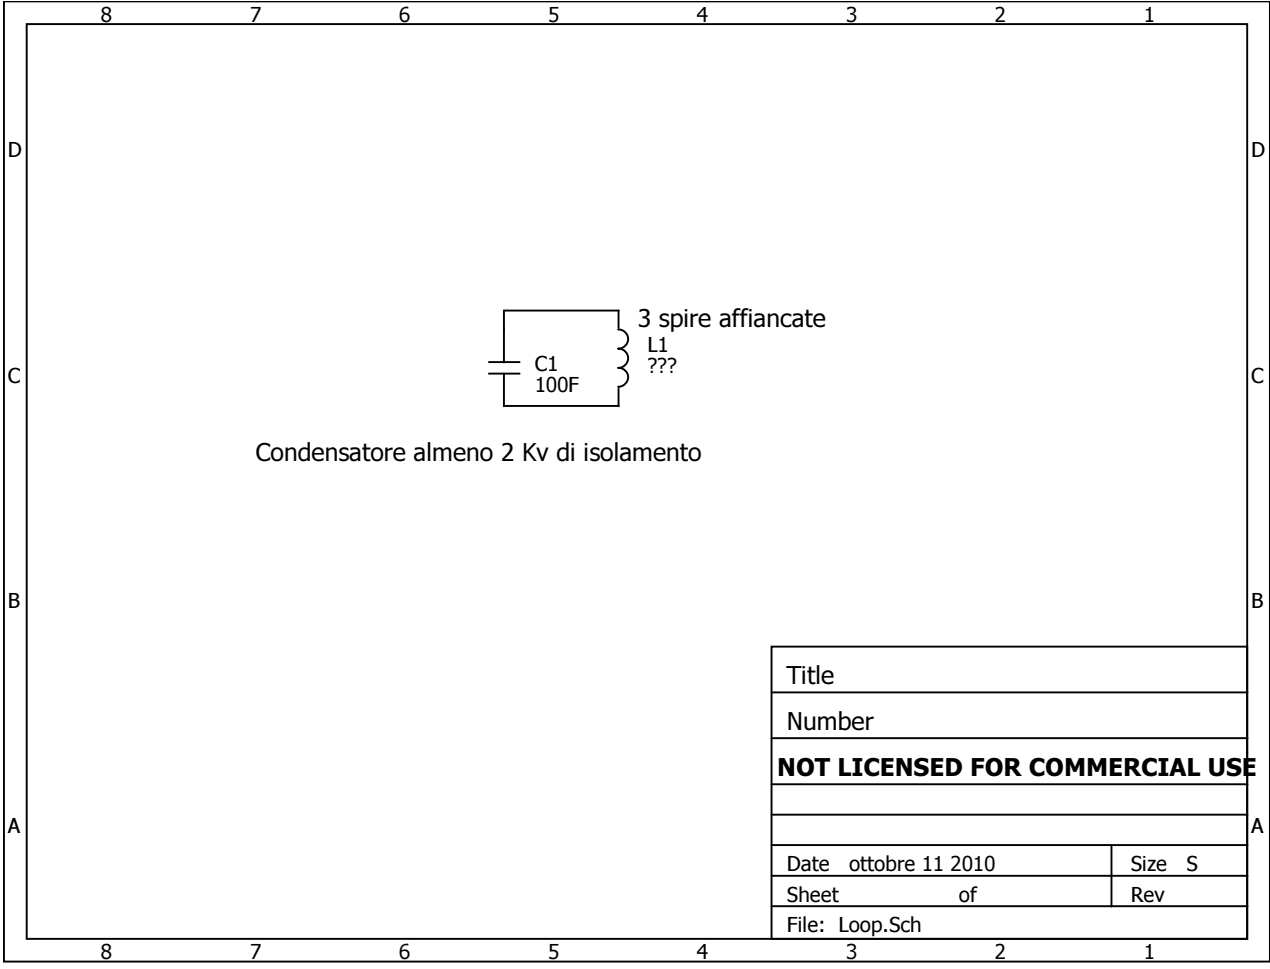 8 7 6 5 4 3 2 1
D D
3 spire affiancate
L1
???
C1
100F
C C
Condensatore almeno 2 Kv di isolamento
B B
Title
Number
NOT LICENSED FOR COMMERCIAL USE
A A
Date ottobre 11 2010 Size S
Sheet of Rev
File: Loop.Sch
8 7 6 5 4 3 2 1